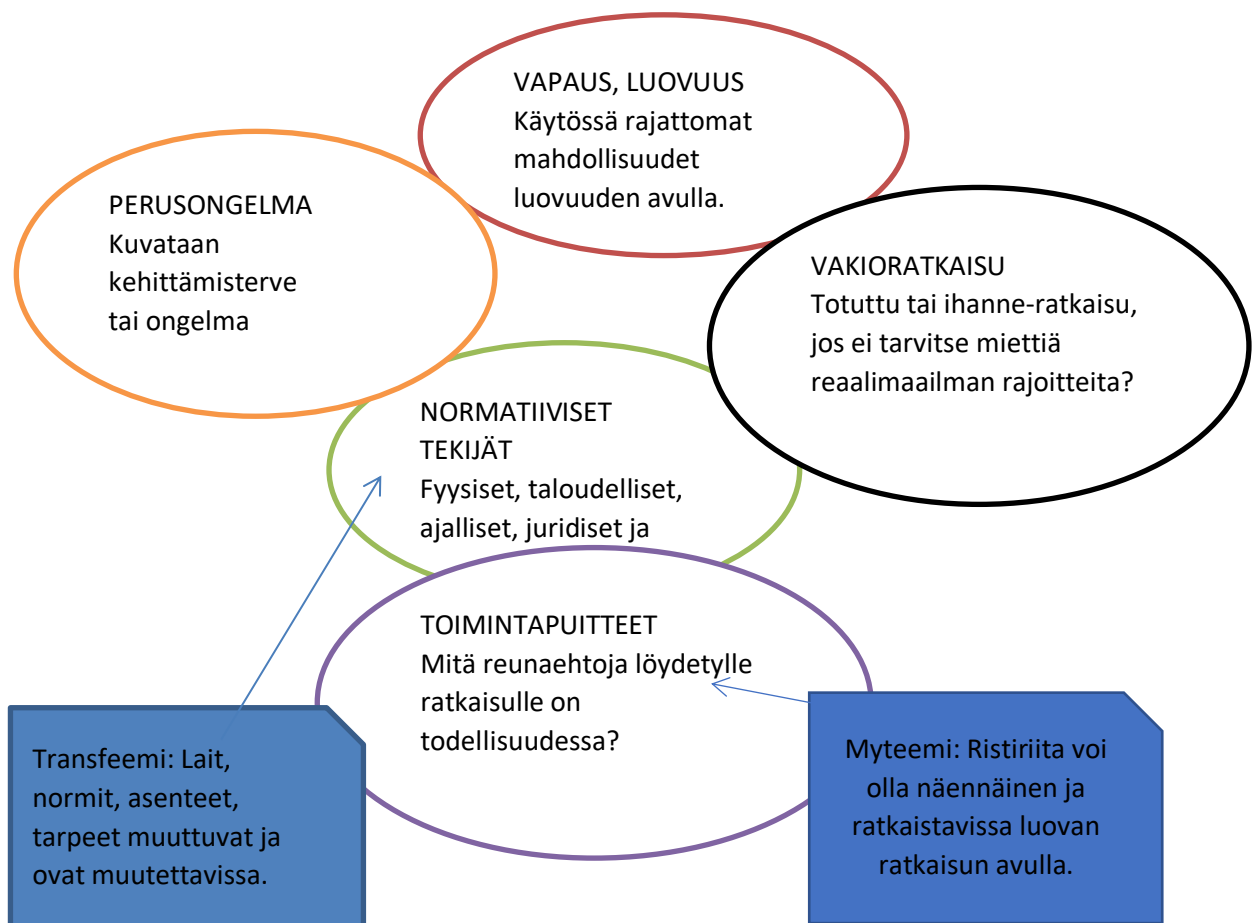 VAPAUS, LUOVUUS
Käytössä rajattomat
mahdollisuudet
luovuuden avulla.
PERUSONGELMA
Kuvataan
kehittämisterve
tai ongelma
VAKIORATKAISU
Totuttu tai ihanne-ratkaisu,
jos ei tarvitse miettiä
reaalimaailman rajoitteita?
NORMATIIVISET
TEKIJÄT
Fyysiset, taloudelliset,
ajalliset, juridiset ja
TOIMINTAPUITTEET
Mitä reunaehtoja löydetylle
ratkaisulle on
todellisuudessa?
Transfeemi: Lait,
normit, asenteet,
tarpeet muuttuvat ja
ovat muutettavissa.
Myteemi: Ristiriita voi
olla näennäinen ja
ratkaistavissa luovan
ratkaisun avulla.